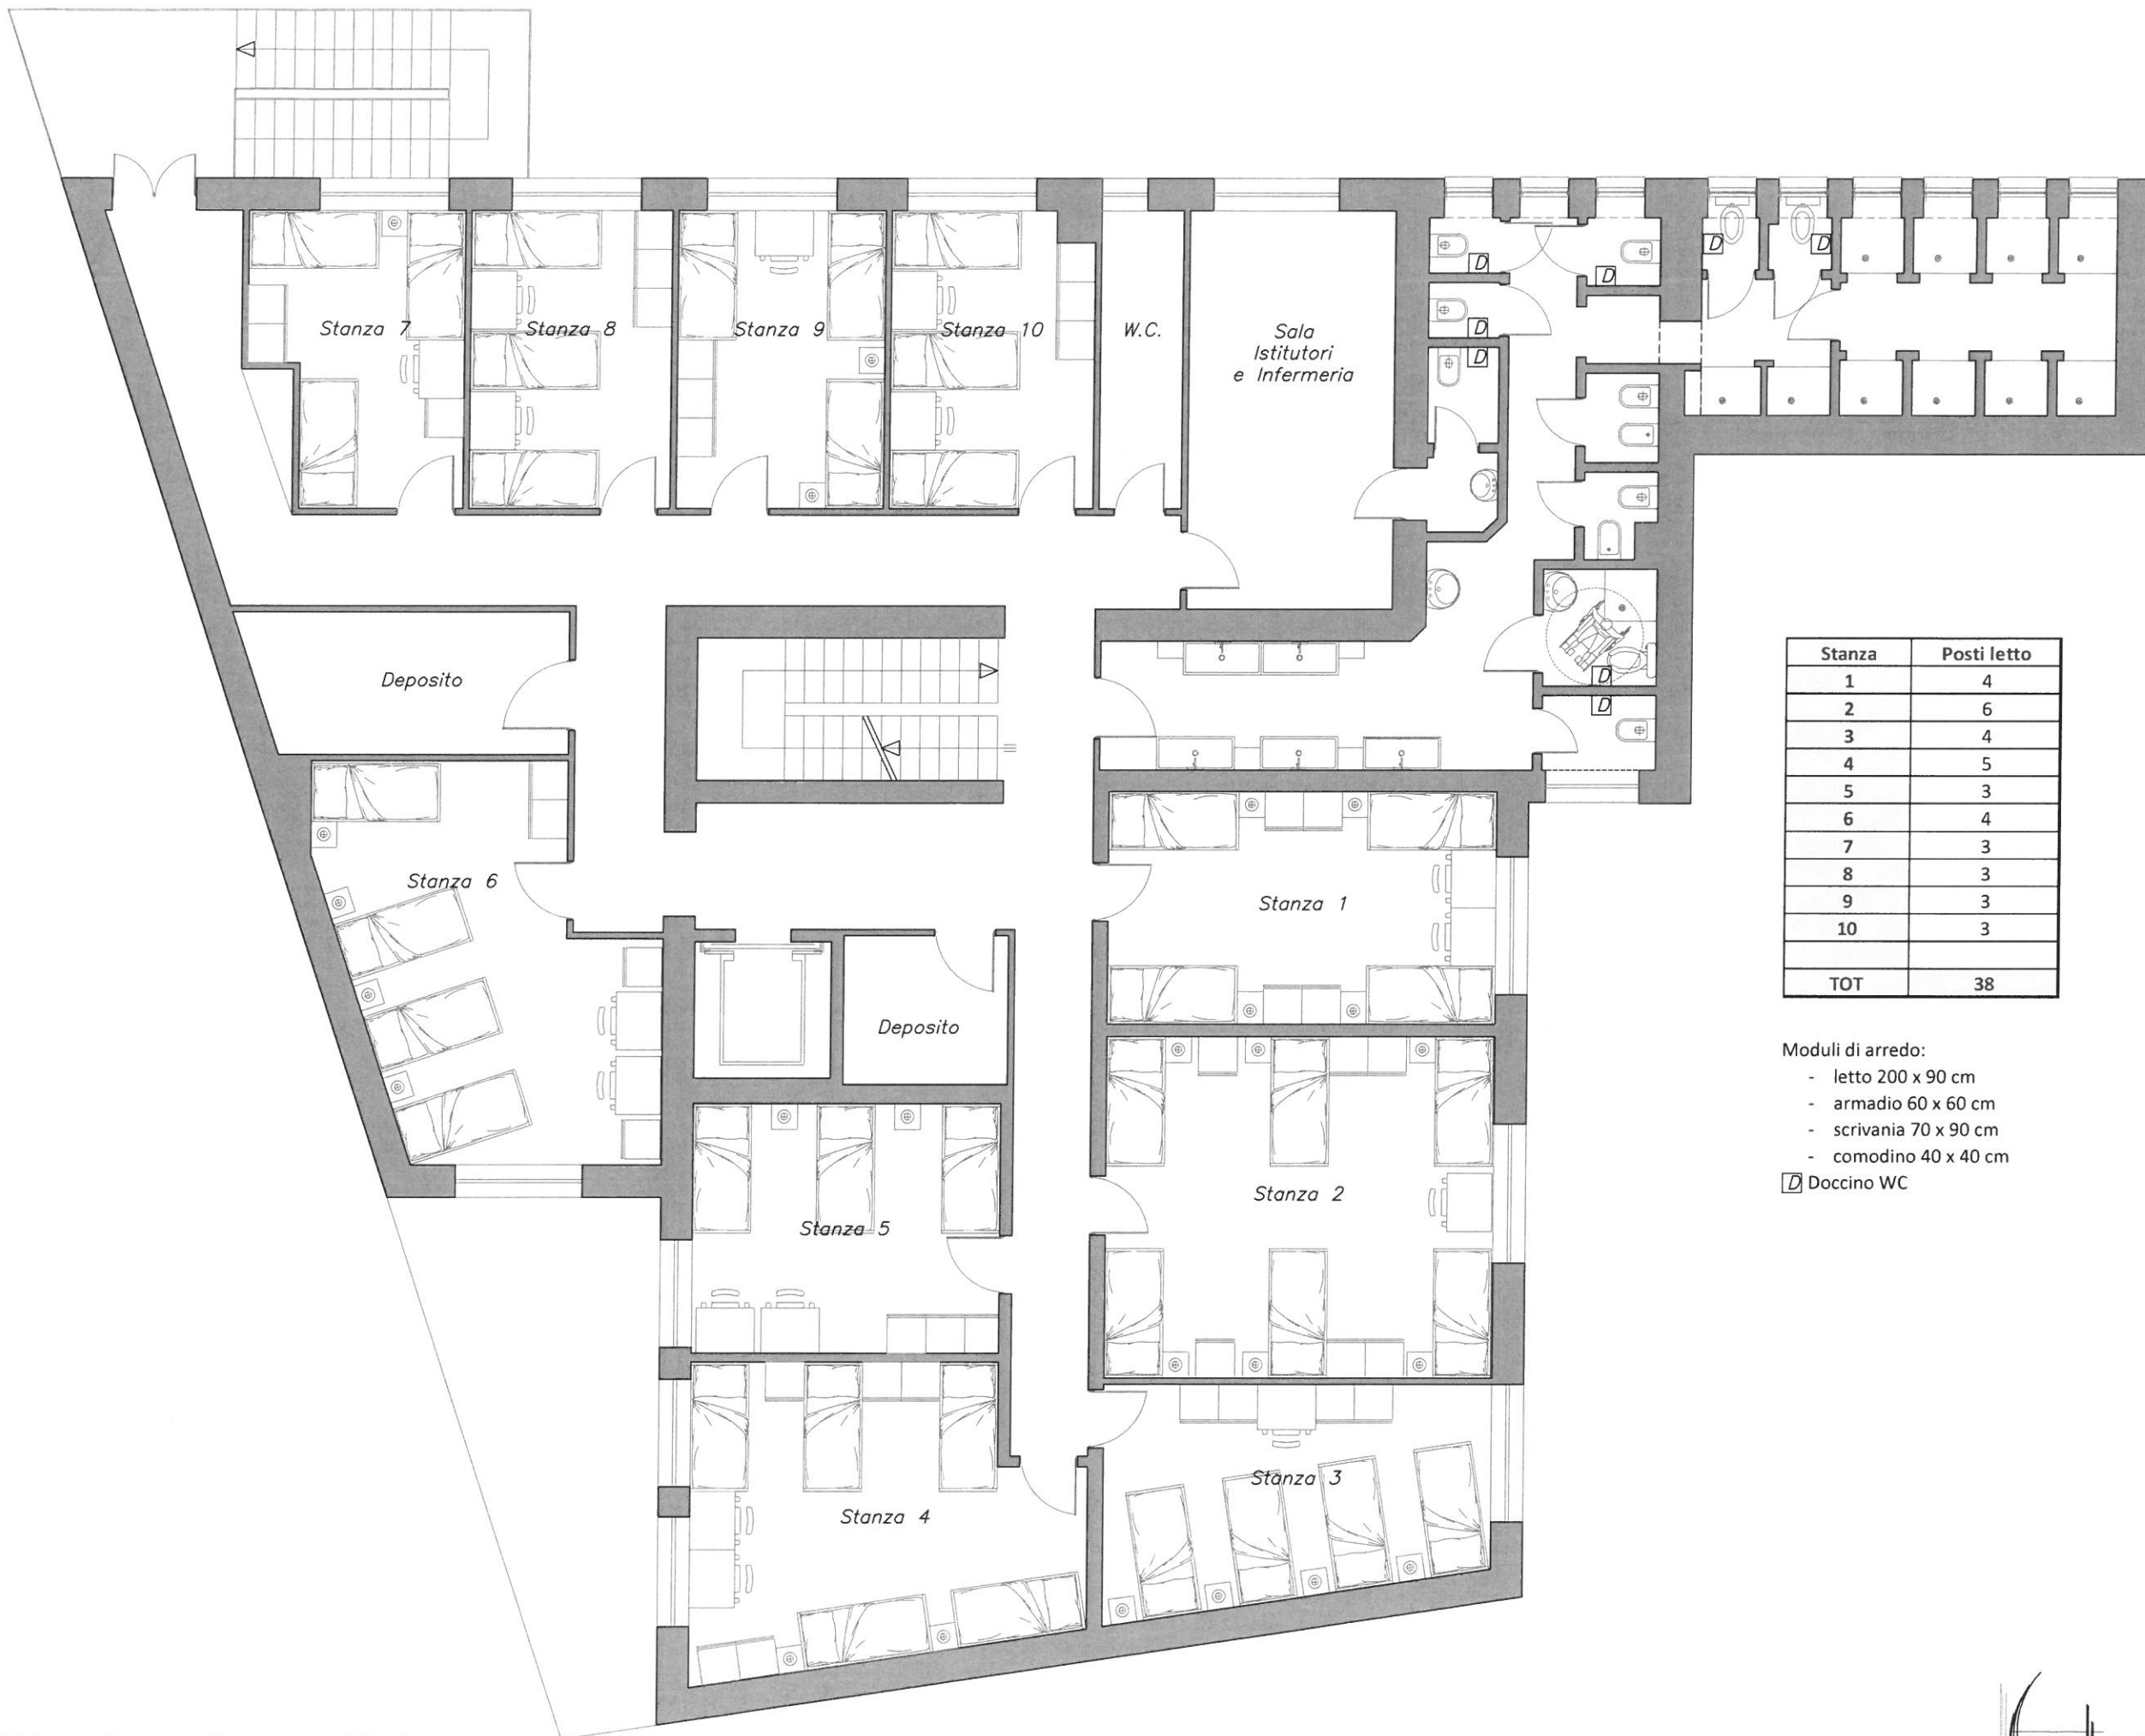 Stanza 7
Stanza 8
Stanza 9
Stanza 10
W.C.
Sala
Istitutori
e Infermeria
D
D
D
D
D
D
Deposito
D
D
Stanza 6
Stanza 1
Deposito
Stanza 2
Stanza 5
Stanza 3
Stanza 4
Stanza Posti letto
1 4
2 6
3 4
4 5
5 3
6 4
7 3
8 3
9 3
10 3
TOT 38
Moduli di arredo:
- letto 200 x 90 cm
- armadio 60 x 60 cm
- scrivania 70 x 90 cm
- comodino 40 x 40 cm
D Doccino WC